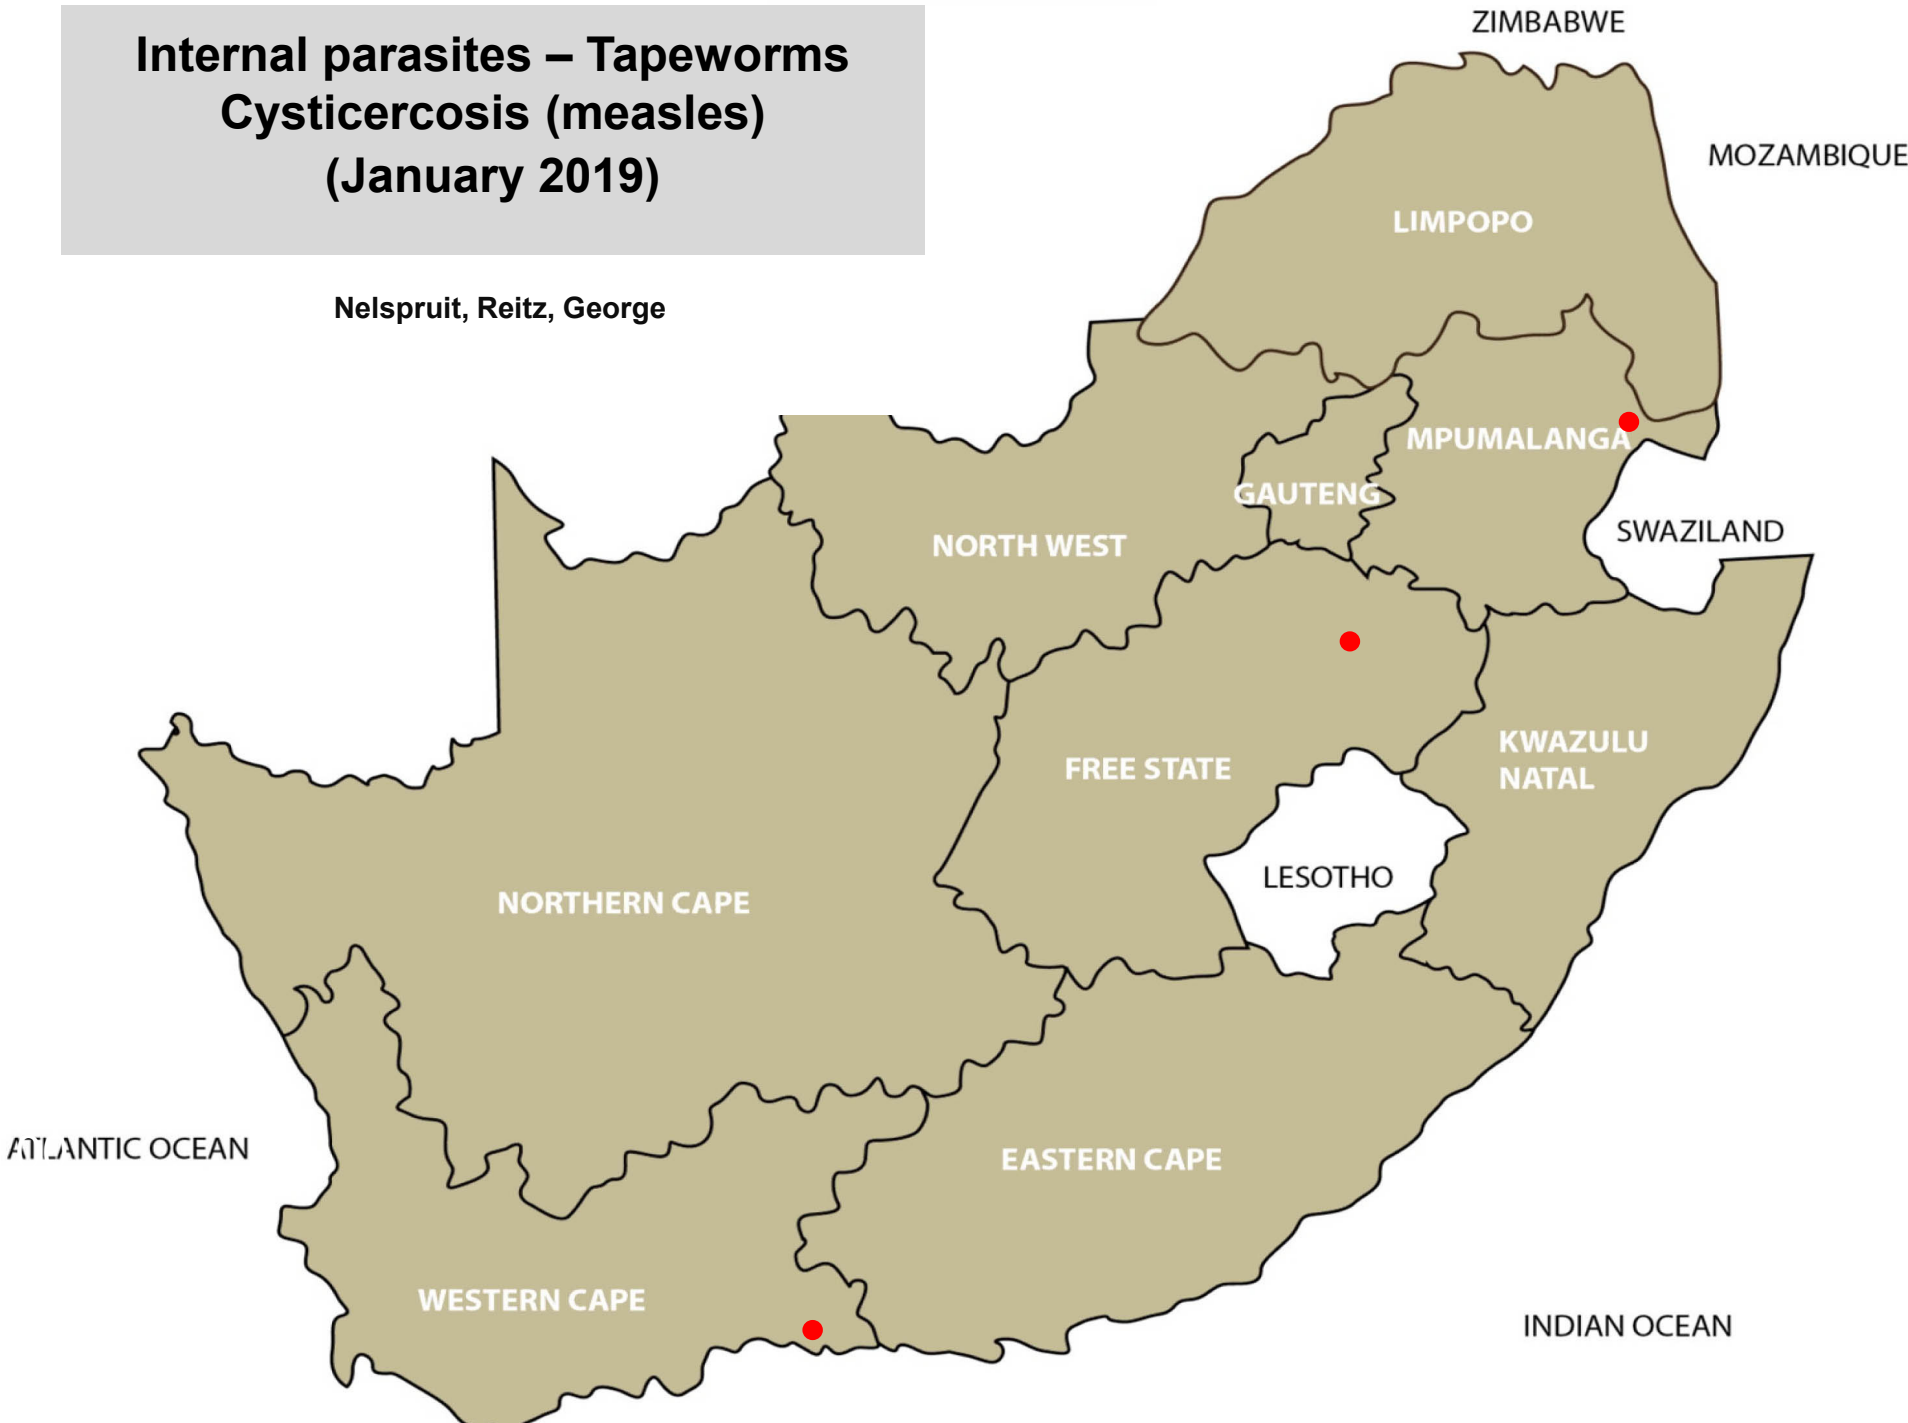 Internal parasites – Tapeworms
Cysticercosis (measles)
(January 2019)
Nelspruit, Reitz, George
ZIMBABWE
MOZAMBIQUE
LIMPOPO
MPUMALANGA
GAUTENG
SWAZILAND
NORTH WEST
KWAZULU
NATAL
FREE STATE
LESOTHO
NORTHERN CAPE
ATLANTIC OCEAN
EASTERN CAPE
WESTERN CAPE
INDIAN OCEAN